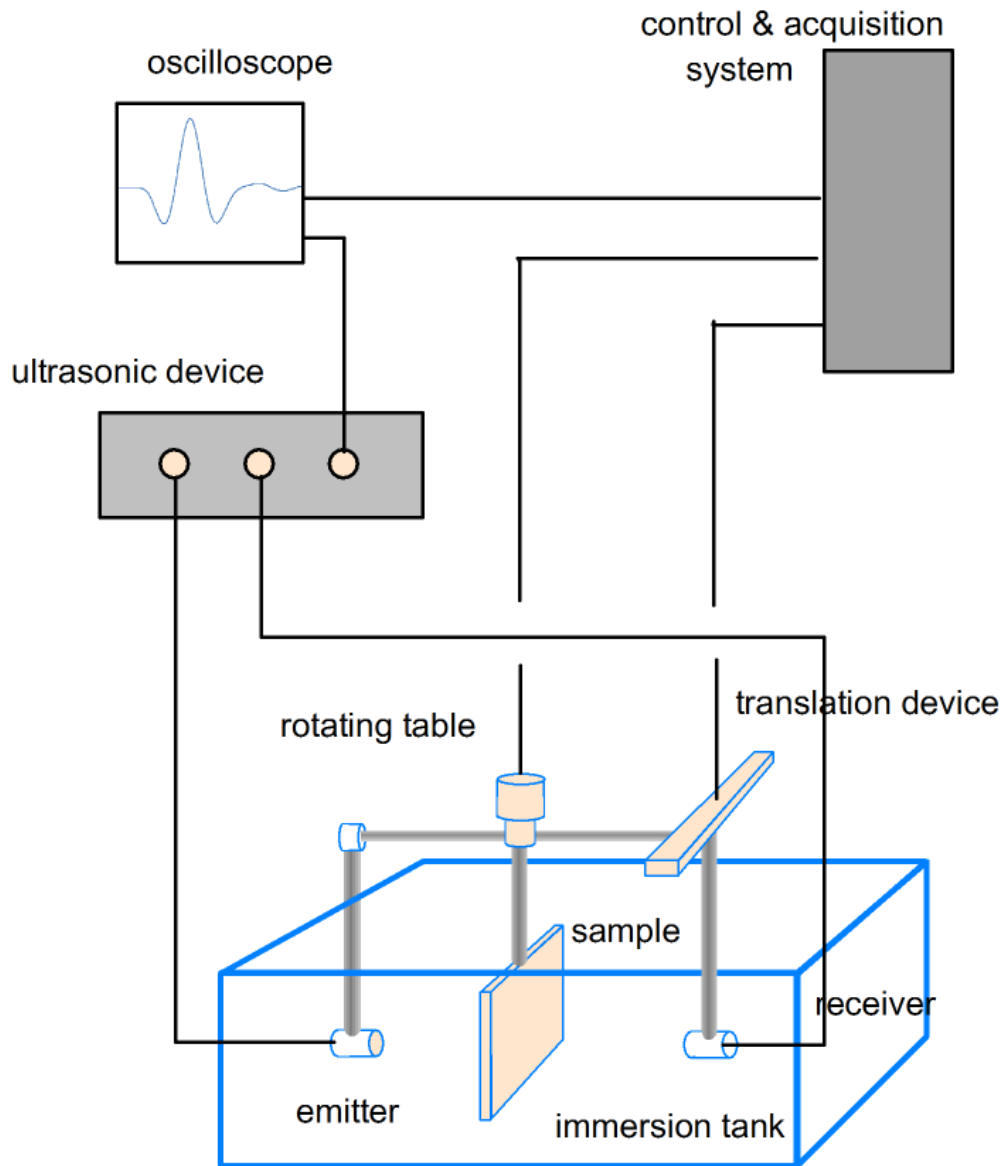 control & acquisition
system
oscilloscope
ultrasonic device
translation device
rotating table
sample
receiver
emitter
immersion tank